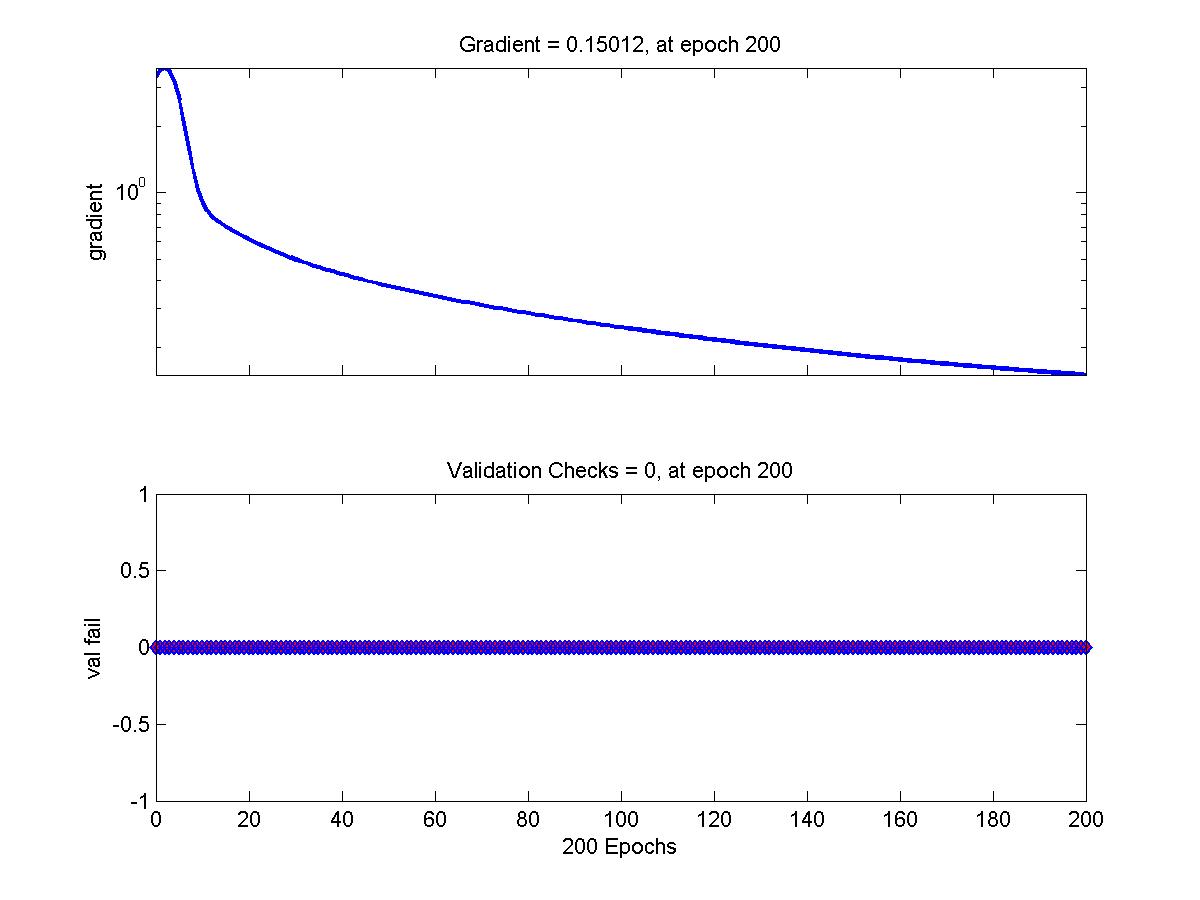 Gradient = 0.15012, at epoch 200
10^0
gradient
Validation Checks = 0, at epoch 200
1
0.5
0
-0.5
-1
val fail
0 20 40 60 80 100 120 140 160 180 200
200 Epochs